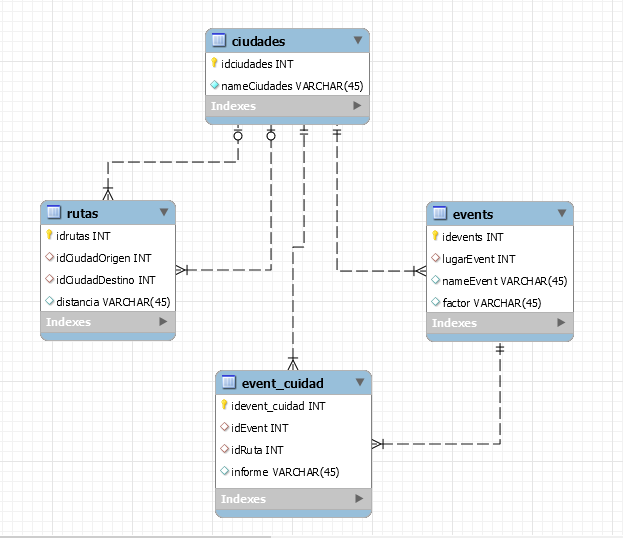 ciudades
idciudades INT
nameCiudades VARCHAR(45)
Indexes
rutas
idrutas INT
idCiudadOrigen INT
idCiudadDestino INT
distancia VARCHAR(45)
Indexes
events
idevents INT
lugarEvent INT
nameEvent VARCHAR(45)
factor VARCHAR(45)
Indexes
event_cuidad
idevent_cuidad INT
idEvent INT
idRuta INT
informe VARCHAR(45)
Indexes